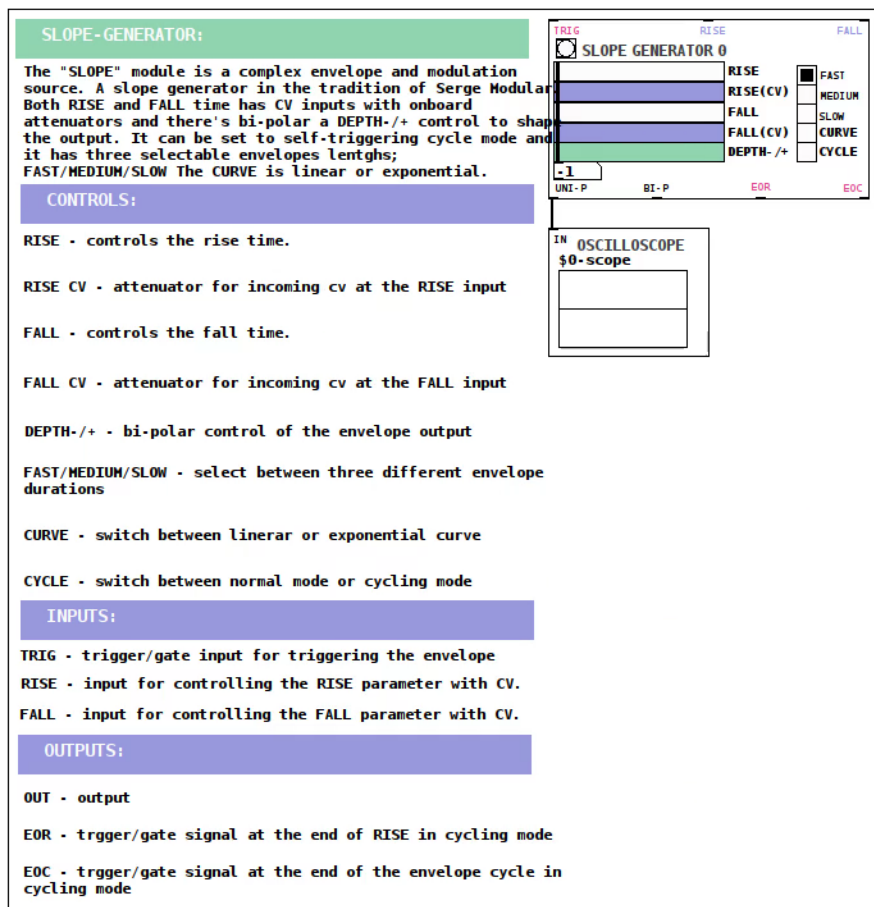 SLOPE-GENERATOR:
The "SLOPE" module is a complex envelope and modulation
source. A slope generator in the tradition of Serge Modular.
Both RISE and FALL time has CV inputs with onboard
attenuators and there's bi-polar a DEPTH-/+ control to shape
the output. It can be set to self-triggering cycle mode and
it has three selectable envelopes lentghs;
FAST/MEDIUM/SLOW The CURVE is linear or exponential.
CONTROLS:
RISE - controls the rise time.
RISE CV - attenuator for incoming cv at the RISE input
FALL - controls the fall time.
FALL CV - attenuator for incoming cv at the FALL input
DEPTH-/+ - bi-polar control of the envelope output
FAST/MEDIUM/SLOW - select between three different envelope
durations
CURVE - switch between linerar or exponential curve
CYCLE - switch between normal mode or cycling mode
INPUTS:
TRIG - trigger/gate input for triggering the envelope
RISE - input for controlling the RISE parameter with CV.
FALL - input for controlling the FALL parameter with CV.
OUTPUTS:
OUT - output
EOR - trgger/gate signal at the end of RISE in cycling mode
EOC - trgger/gate signal at the end of the envelope cycle in
cycling mode
TRIG RISE FALL
SLOPE GENERATOR 0
RISE FAST
RISE(CV) MEDIUM
FALL SLOW
FALL(CV) CURVE
DEPTH-/+ CYCLE
-1
UNI-P BI-P EOR EOC
IN OSCILLOSCOPE
$0-scope